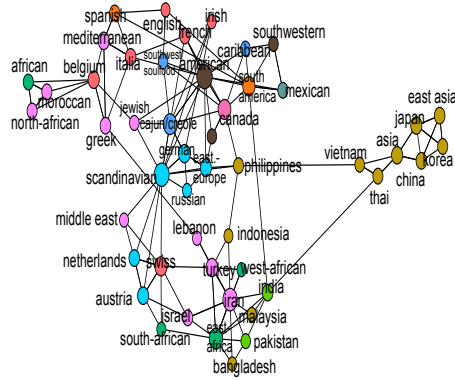 spanish
english
irish
french
mediterranean
southwestern
caribbean
southwest
soulfood
american
italia
belgium
african
moroccan
north-african
south
america
mexican
jewish
cajun/creole
canada
greek
german
east-
europe
scandinavian
russian
philippines
vietnam
thai
asia
china
japan
east asia
korea
middle east
lebanon
indonesia
netherlands
swiss
turkey
west-african
india
austria
iran
israel
malaysia
south-african
east
africa
pakistan
bangladesh